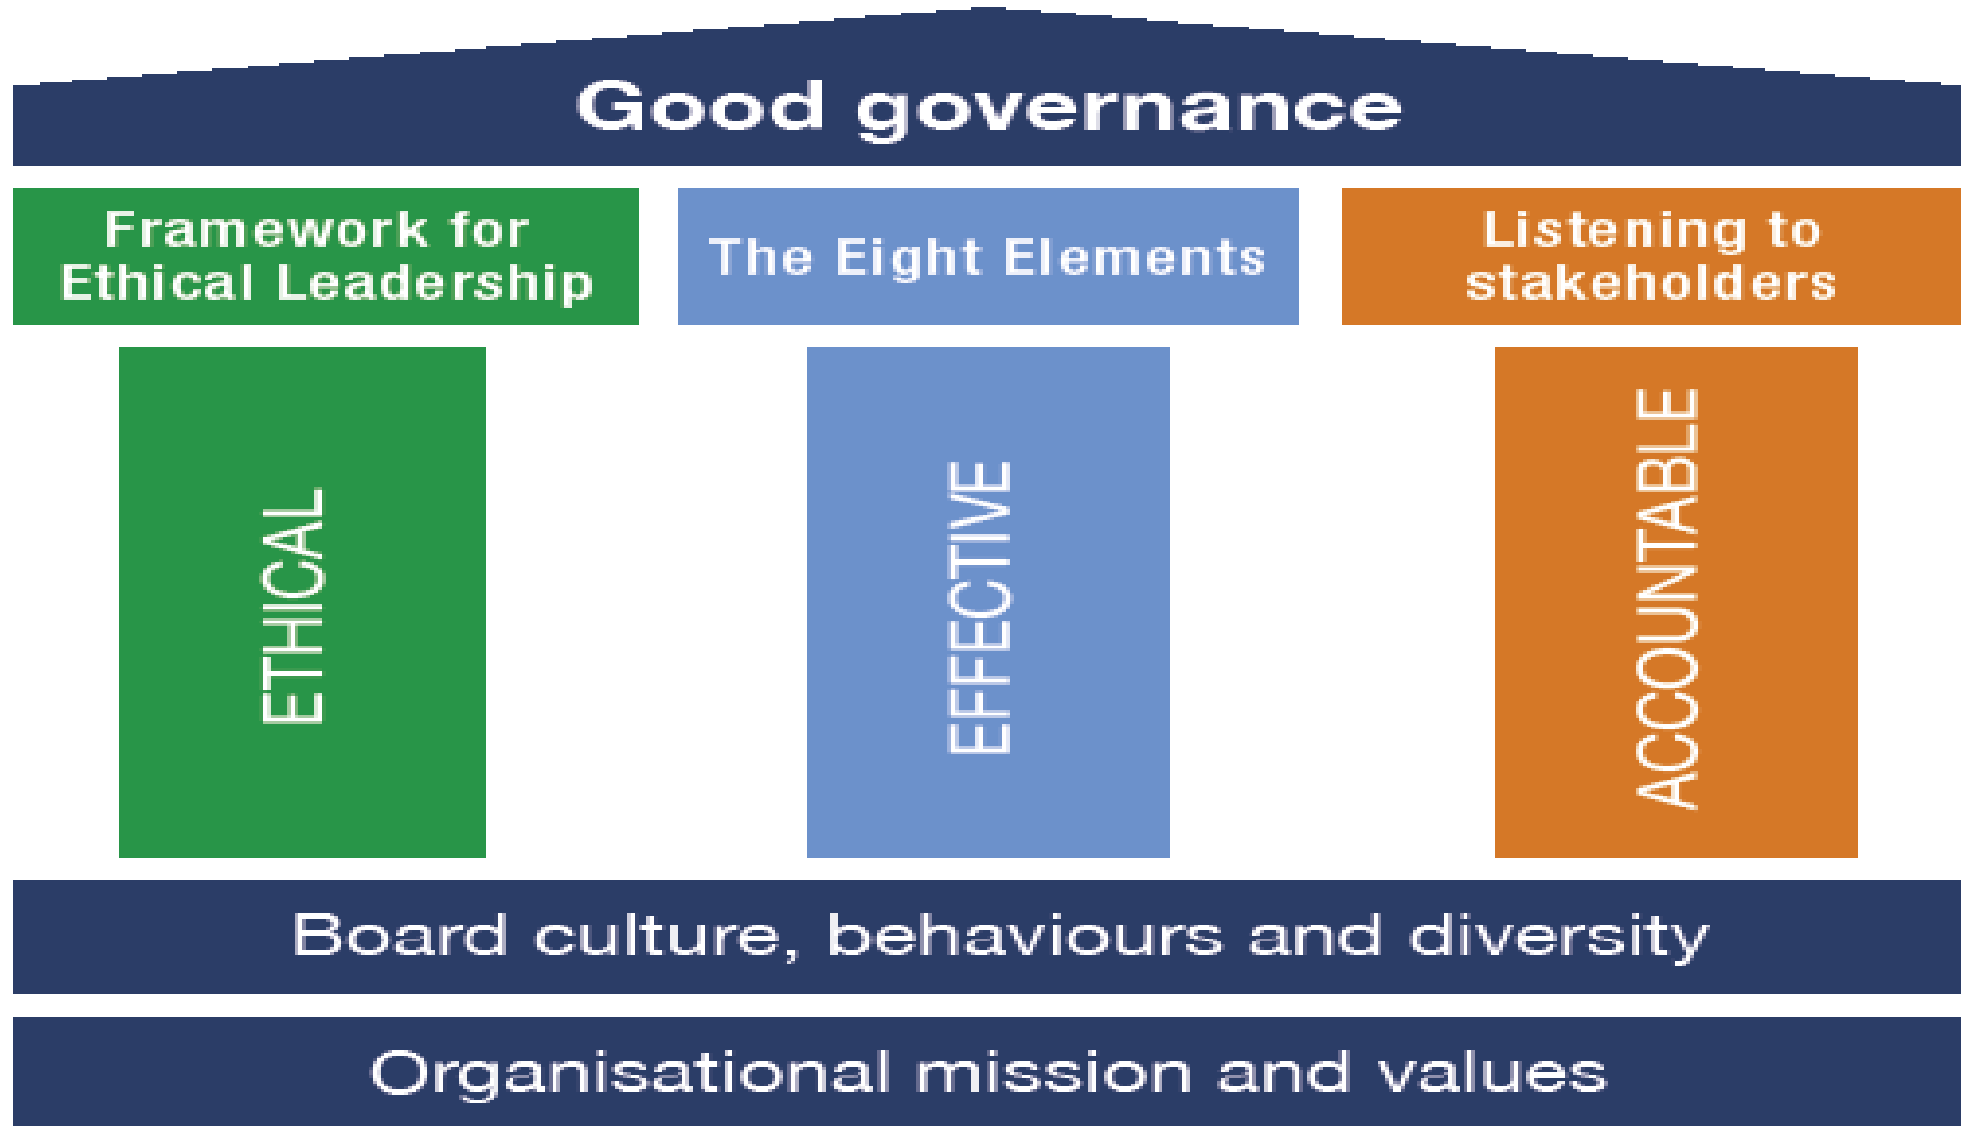 Good governance
Framework for
Ethical Leadership
The Eight Elements
Listening to
stakeholders
ETHICAL
EFFECTIVE
ACCOUNTABLE
Board culture, behaviours and diversity
Organisational mission and values